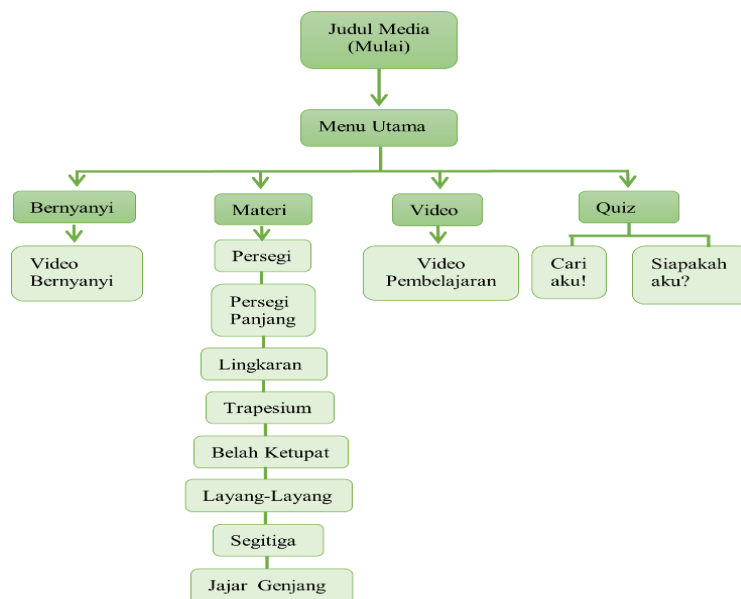 Judul Media
(Mulai)
Menu Utama
Bernyanyi
Materi
Video
Quiz
Video
Bernyanyi
Persegi
Persegi
Panjang
Lingkaran
Trapesium
Belah Ketupat
Layang-Layang
Segitiga
Jajar Genjang
Video
Pembelajaran
Cari
aku!
Siapakah
aku?